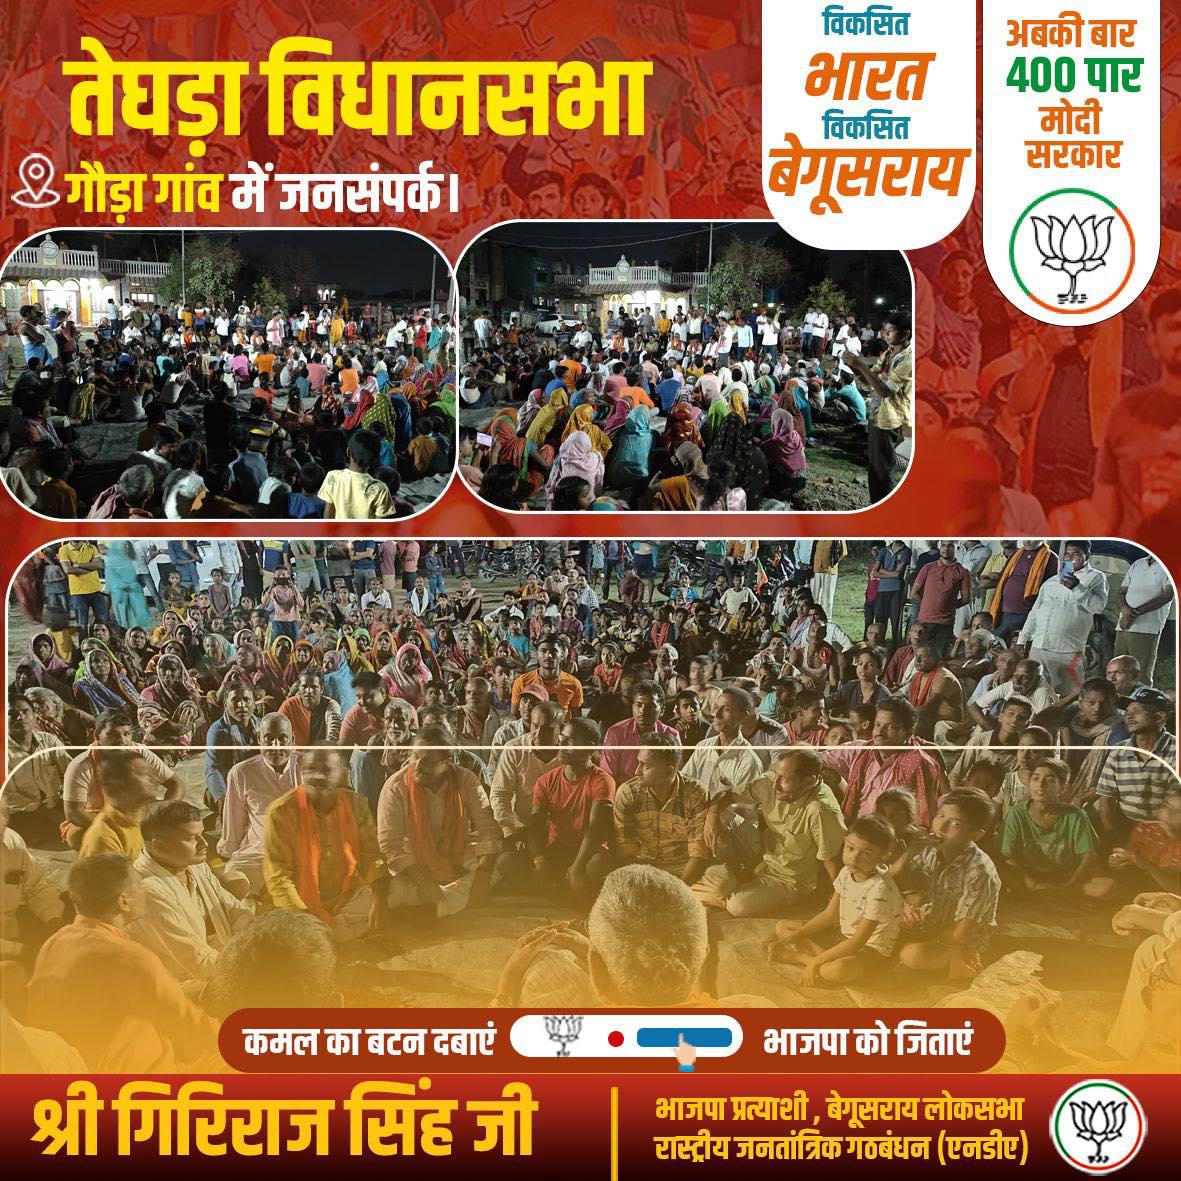 तेघड़ा विधानसभा
गौड़ा गांव में जनसंपर्क।
विकसित
भारत
विकसित
बेगूसराय
अबकी बार
400 पार
मोदी
सरकार
कमल का बटन दबाएं
भाजपा को जिताएं
श्री गिरिराज सिंह जी
भाजपा प्रत्याशी , बेगूसराय लोकसभा
रास्ट्रीय जनतांत्रिक गठबंधन (एनडीए)